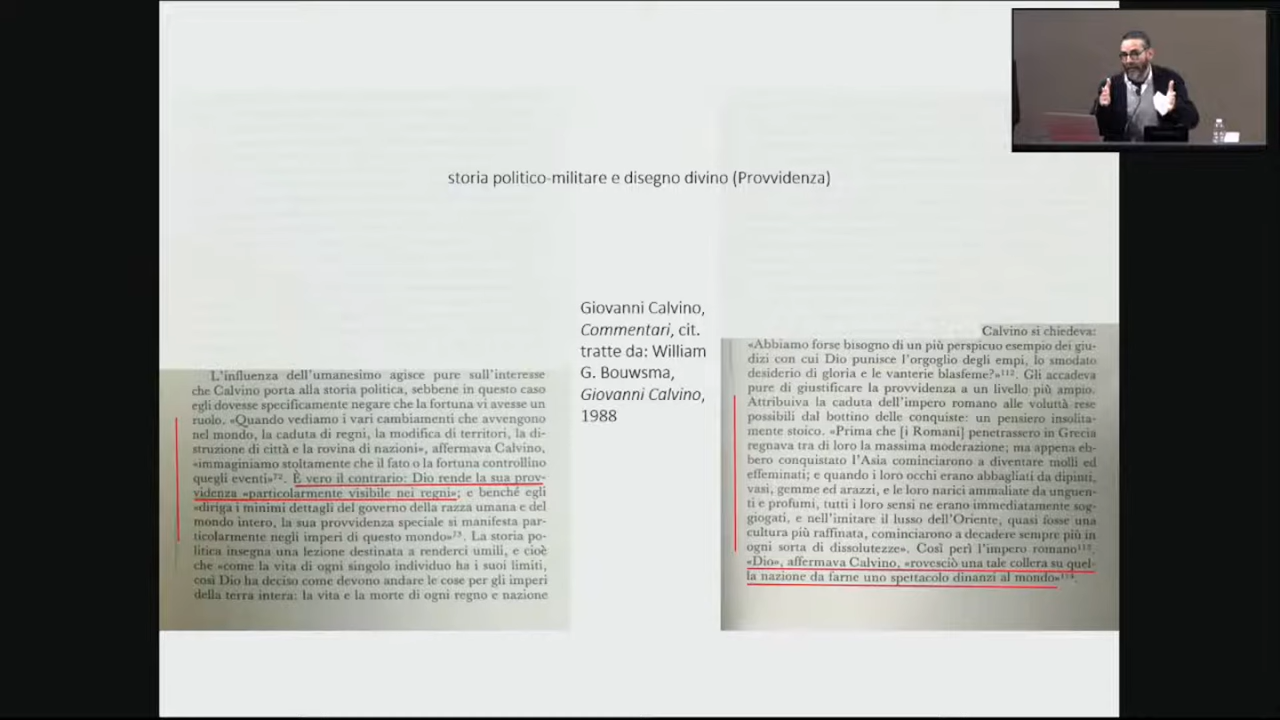 storia politico-militare e disegno divino (Provvidenza)
L'influenza dell'umanesimo agisce pure sull'interesse
che Calvino porta alla storia politica, sebbene in questo caso
egli dovesse specificamente negare che la fortuna vi avesse un
ruolo. «Quando vediamo i vari cambiamenti che avvengono
nel mondo, la caduta di regni, la modifica di territori, la di-
struzione di città e la rovina di nazioni», affermava Calvino,
«immaginiamo stoltamente che il fato o la fortuna controllino
quegli eventi»⁷². È vero il contrario: Dio rende la sua prov-
videnza «particolarmente visibile nei regni»; e benché egli
«diriga i minimi dettagli del governo della razza umana e del
mondo intero, la sua provvidenza speciale si manifesta par-
ticolarmente negli imperi di questo mondo»⁷³. La storia po-
litica insegna una lezione destinata a renderci umili, e cioè
che «come la vita di ogni singolo individuo ha i suoi limiti,
così Dio ha deciso come devono andare le cose per gli imperi
della terra intera: la vita e la morte di ogni regno e nazione
Giovanni Calvino,
Commentari, cit.
tratte da: William
G. Bouwsma,
Giovanni Calvino,
1988
Calvino si chiedeva:
«Abbiamo forse bisogno di un più perspicuo esempio dei giu-
dizi con cui Dio punisce l'orgoglio degli empi, lo smodato
desiderio di gloria e le vanterie blasfeme?»¹¹². Gli accadeva
pure di giustificare la provvidenza a un livello più ampio.
Attribuiva la caduta dell'impero romano alle voluttà rese
possibili dal bottino delle conquiste: un pensiero insolita-
mente stoico. «Prima che [i Romani] penetrassero in Grecia
regnava tra di loro la massima moderazione; ma appena eb-
bero conquistato l'Asia cominciarono a diventare molli ed
effeminati; e quando i loro occhi erano abbagliati da dipinti,
vasi, gemme ed arazzi, e le loro narici ammaliate da unguen-
ti e profumi, tutti i loro sensi ne erano immediatamente sog-
giogati, e nell'imitare il lusso dell'Oriente, quasi fosse una
cultura più raffinata, cominciarono a decadere sempre più in
ogni sorta di dissolutezze». Così perì l'impero romano¹¹³.
«Dio», affermava Calvino, «rovesciò una tale collera su quel-
la nazione da farne uno spettacolo dinanzi al mondo»¹¹⁴.